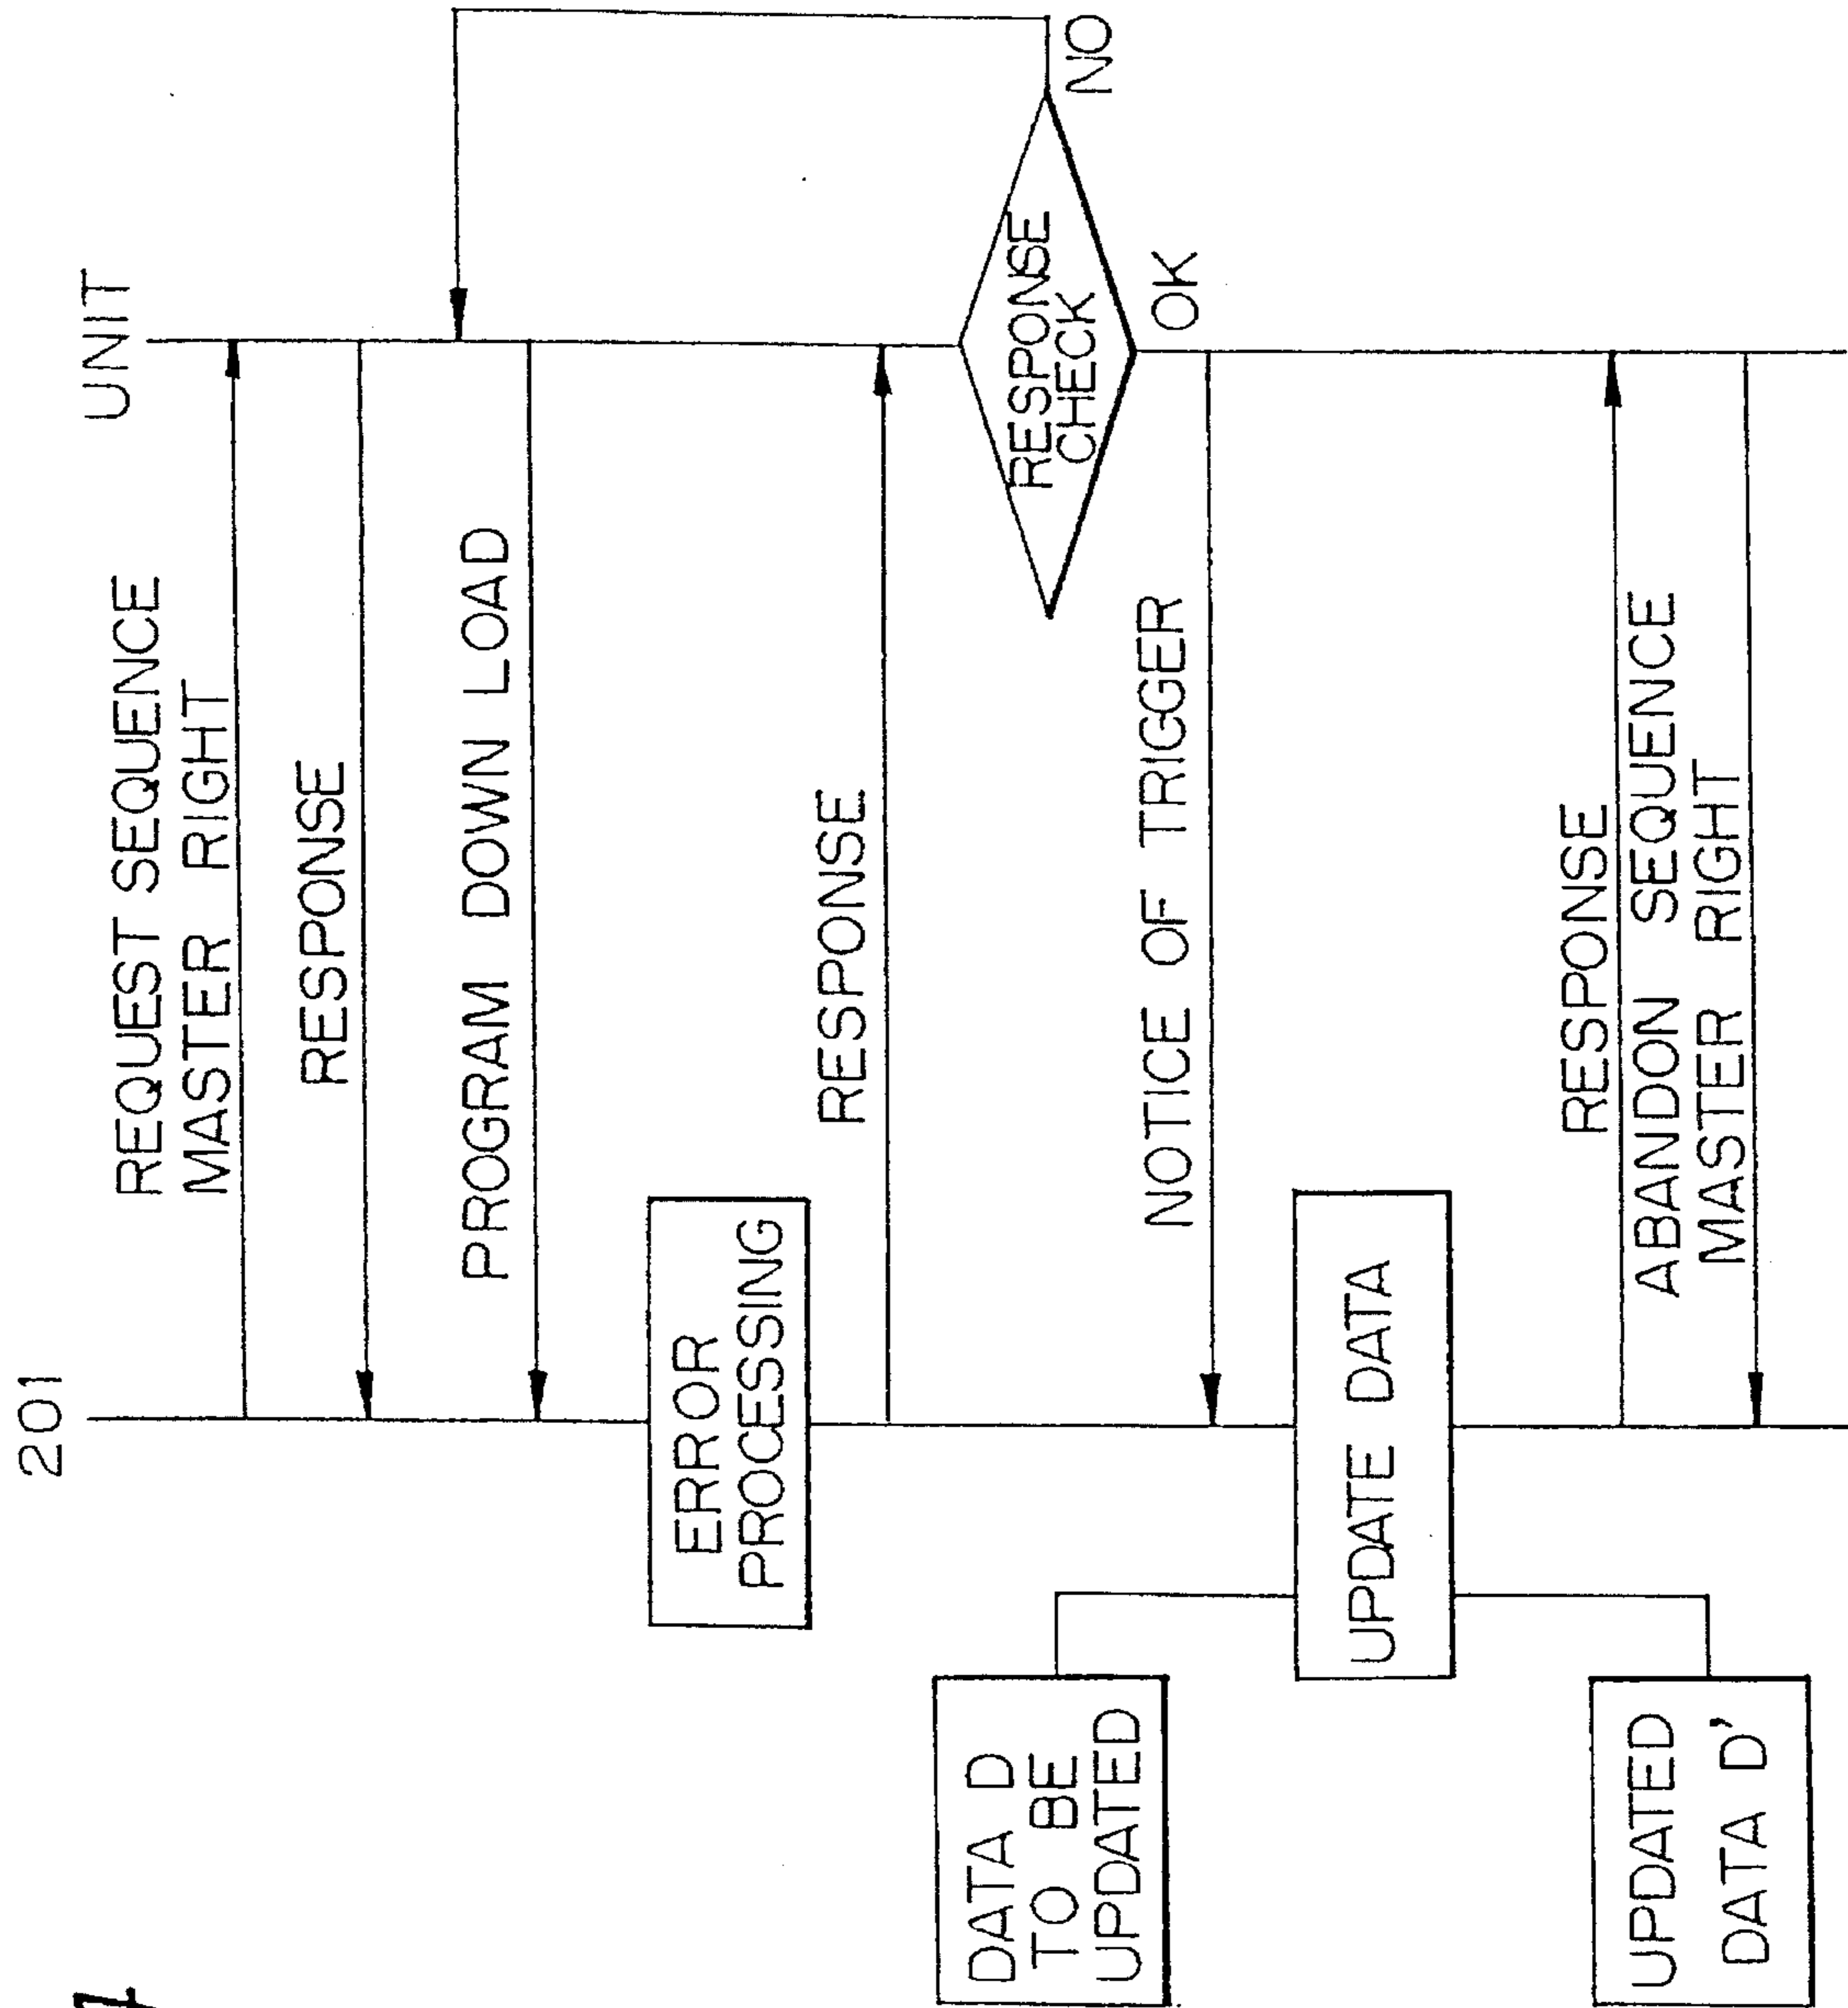 201
UNIT
REQUEST SEQUENCE
MASTER RIGHT
RESPONSE
PROGRAM DOWN LOAD
ERROR
PROCESSING
RESPONSE
RESPONSE
CHECK
NO
OK
NOTICE OF TRIGGER
DATA D
TO BE
UPDATED
UPDATE DATA
UPDATED
DATA D'
RESPONSE
ABANDON SEQUENCE
MASTER RIGHT